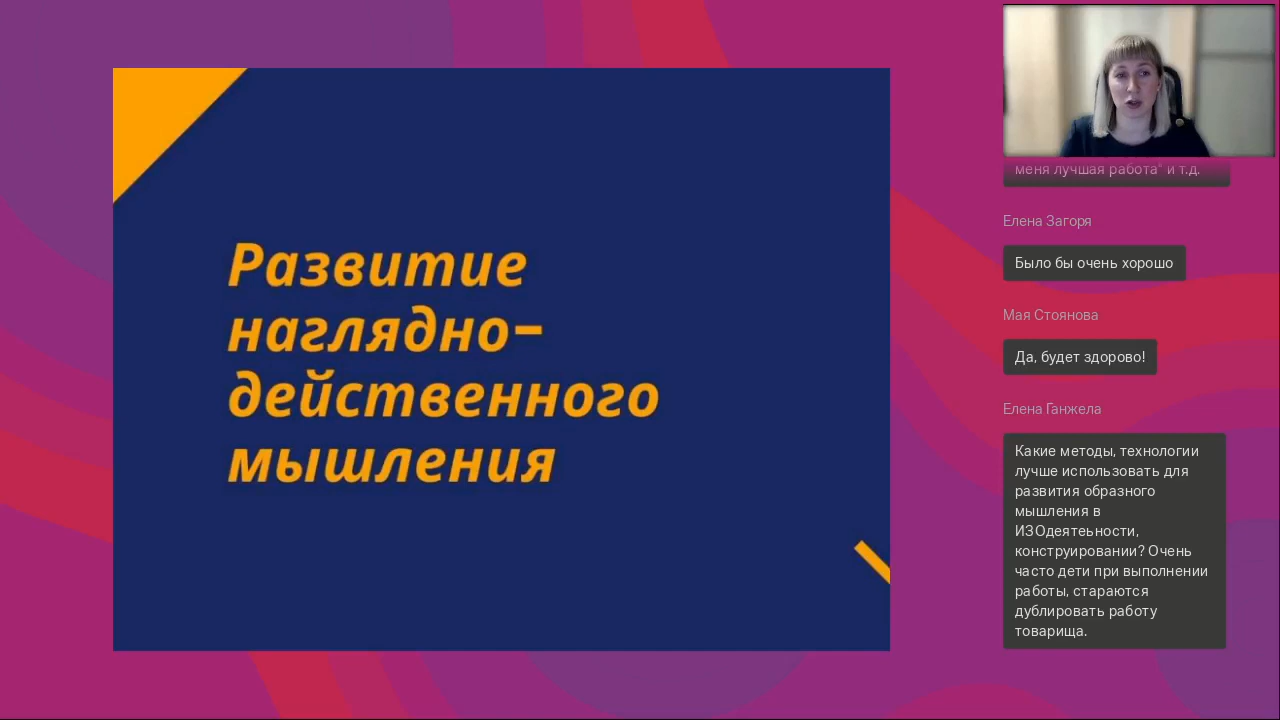 Развитие
наглядно-
действенного
мышления
меня лучшая работа" и т.д.
Елена Загоря
Было бы очень хорошо
Мая Стоянова
Да, будет здорово!
Елена Ганжела
Какие методы, технологии
лучше использовать для
развития образного
мышления в
ИЗОдеятеьности,
конструировании? Очень
часто дети при выполнении
работы, стараются
дублировать работу
товарища.